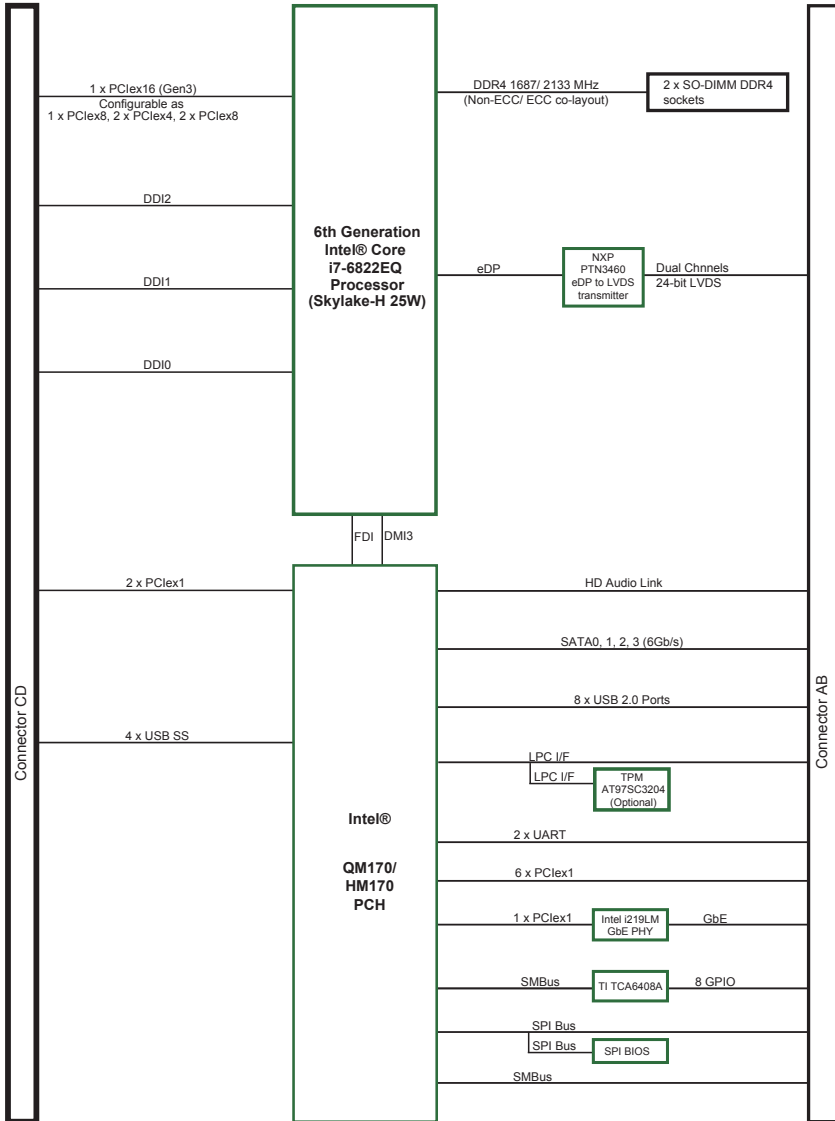 1 x PCIex16 (Gen3)
Configurable as
1 x PCIex8, 2 x PCIex4, 2 x PCIex8
DDI2
DDI1
DDI0
6th Generation
Intel® Core
i7-6822EQ
Processor
(Skylake-H 25W)
DDR4 1687/ 2133 MHz
(Non-ECC/ ECC co-layout)
2 x SO-DIMM DDR4
sockets
eDP
NXP
PTN3460
eDP to LVDS
transmitter
Dual Chnnels
24-bit LVDS
FDI
DMI3
Connector CD
2 x PCIex1
4 x USB SS
Intel®
QM170/
HM170
PCH
HD Audio Link
SATA0, 1, 2, 3 (6Gb/s)
8 x USB 2.0 Ports
LPC I/F
LPC I/F
TPM
AT97SC3204
(Optional)
2 x UART
6 x PCIex1
1 x PCIex1
Intel i219LM
GbE PHY
GbE
SMBus
TI TCA6408A
8 GPIO
SPI Bus
SPI Bus
SPI BIOS
SMBus
Connector AB